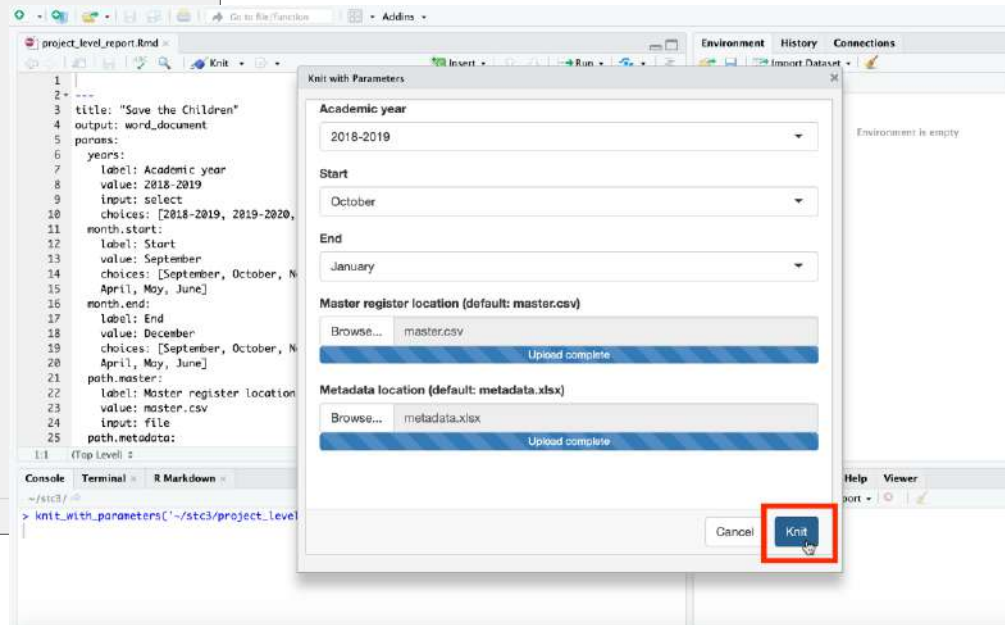 Go to file/function
Addins
project_level_report.Rmd
Knit
Insert
Run
1
2 ---
3 title: "Save the Children"
4 output: word_document
5 params:
6 years:
7 label: Academic year
8 value: 2018-2019
9 input: select
10 choices: [2018-2019, 2019-2020,
11 month.start:
12 label: Start
13 value: September
14 choices: [September, October, N
15 April, May, June]
16 month.end:
17 label: End
18 value: December
19 choices: [September, October, N
20 April, May, June]
21 path.master:
22 label: Master register location
23 value: master.csv
24 input: file
25 path.metadata:
1:1 (Top Level)
Console Terminal R Markdown
~/stc3/
> knit_with_parameters('~/stc3/project_level
Knit with Parameters
Academic year
2018-2019
Start
October
End
January
Master register location (default: master.csv)
Browse... master.csv
Upload complete
Metadata location (default: metadata.xlsx)
Browse... metadata.xlsx
Upload complete
Cancel Knit
Environment History Connections
Import Dataset
Environment is empty
Help Viewer
port